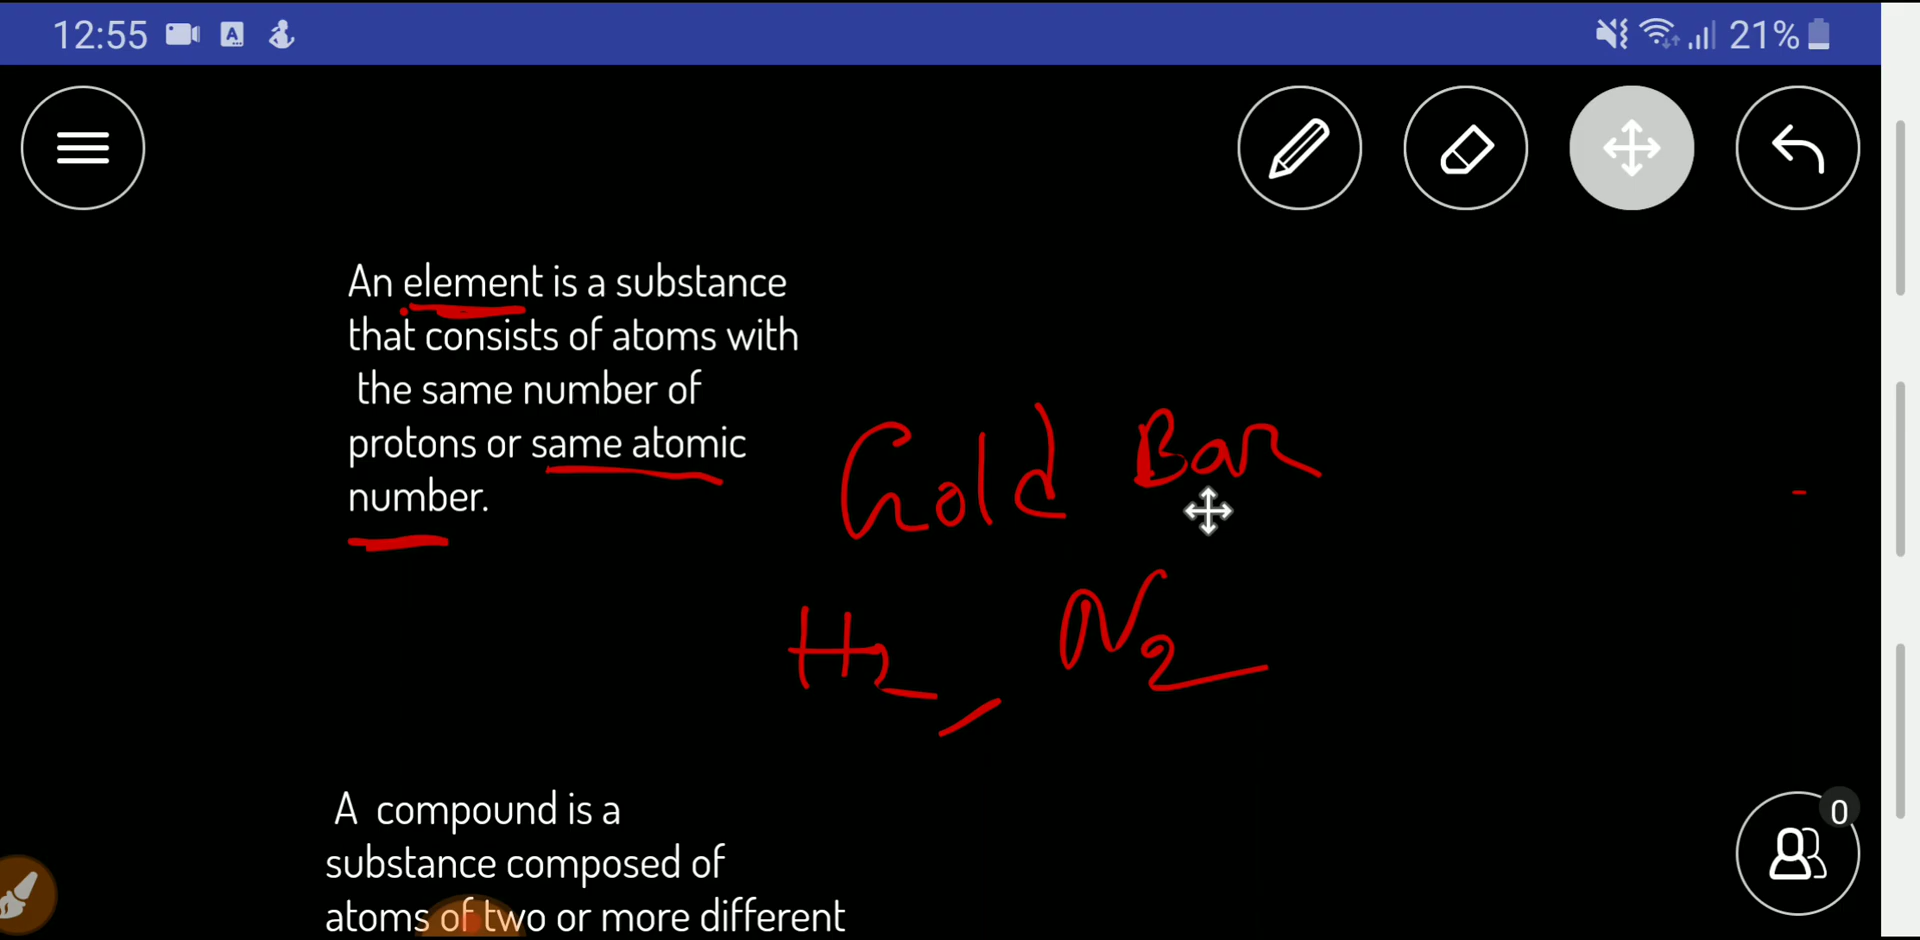 12:55 A 21%
An element is a substance
that consists of atoms with
the same number of
protons or same atomic
number.
Gold Bar
H2, N2
0
A compound is a
substance composed of
atoms of two or more different